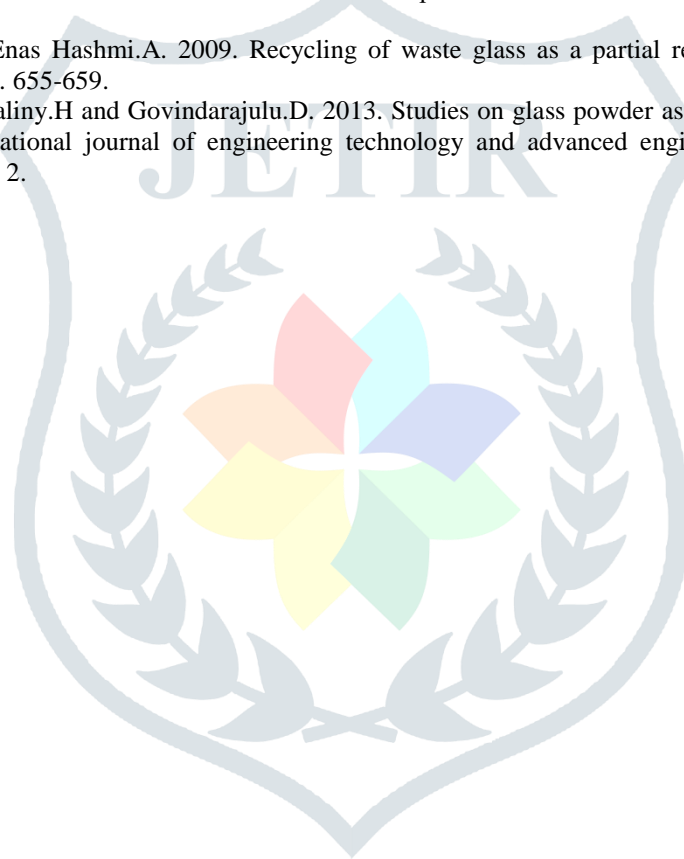 Enas Hashmi.A. 2009. Recycling of waste glass as a partial re
. 655-659.
aliny.H and Govindarajulu.D. 2013. Studies on glass powder as
ational journal of engineering technology and advanced engi
2.
JETIR